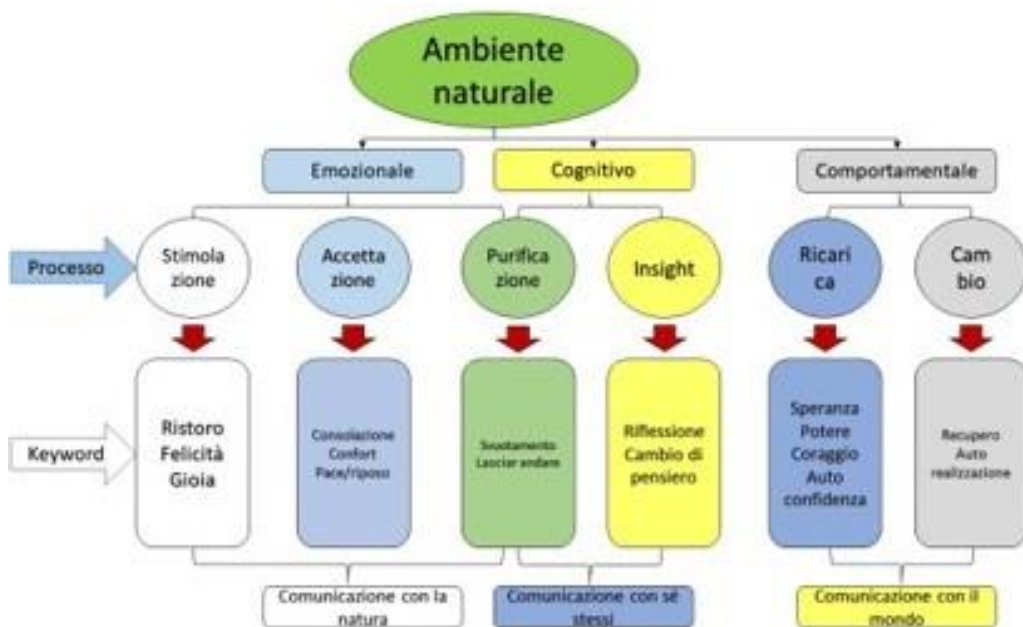 Ambiente
naturale
Emozionale
Cognitivo
Comportamentale
Processo
Stimola
zione
Accetta
zione
Purifica
zione
Insight
Ricari
ca
Cam
bio
Keyword
Ristoro
Felicità
Gioia
Consolazione
Confort
Pace/riposo
Svuotamento
Lasciar andare
Riflessione
Cambio di
pensiero
Speranza
Potere
Coraggio
Auto
confidenza
Recupero
Auto
realizzazione
Comunicazione con la
natura
Comunicazione con sé
stessi
Comunicazione con il
mondo